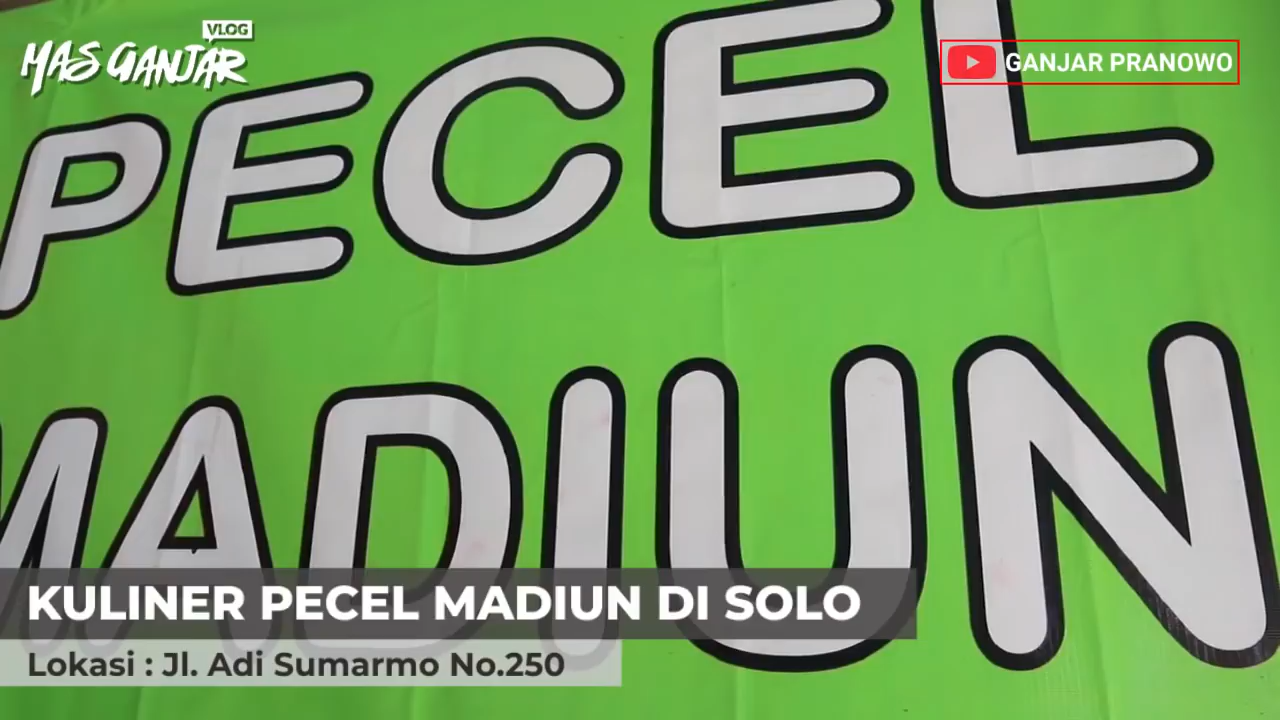 VLOG
MAS GANJAR
GANJAR PRANOWO
PECEL
MADIUN
KULINER PECEL MADIUN DI SOLO
Lokasi : Jl. Adi Sumarmo No.250